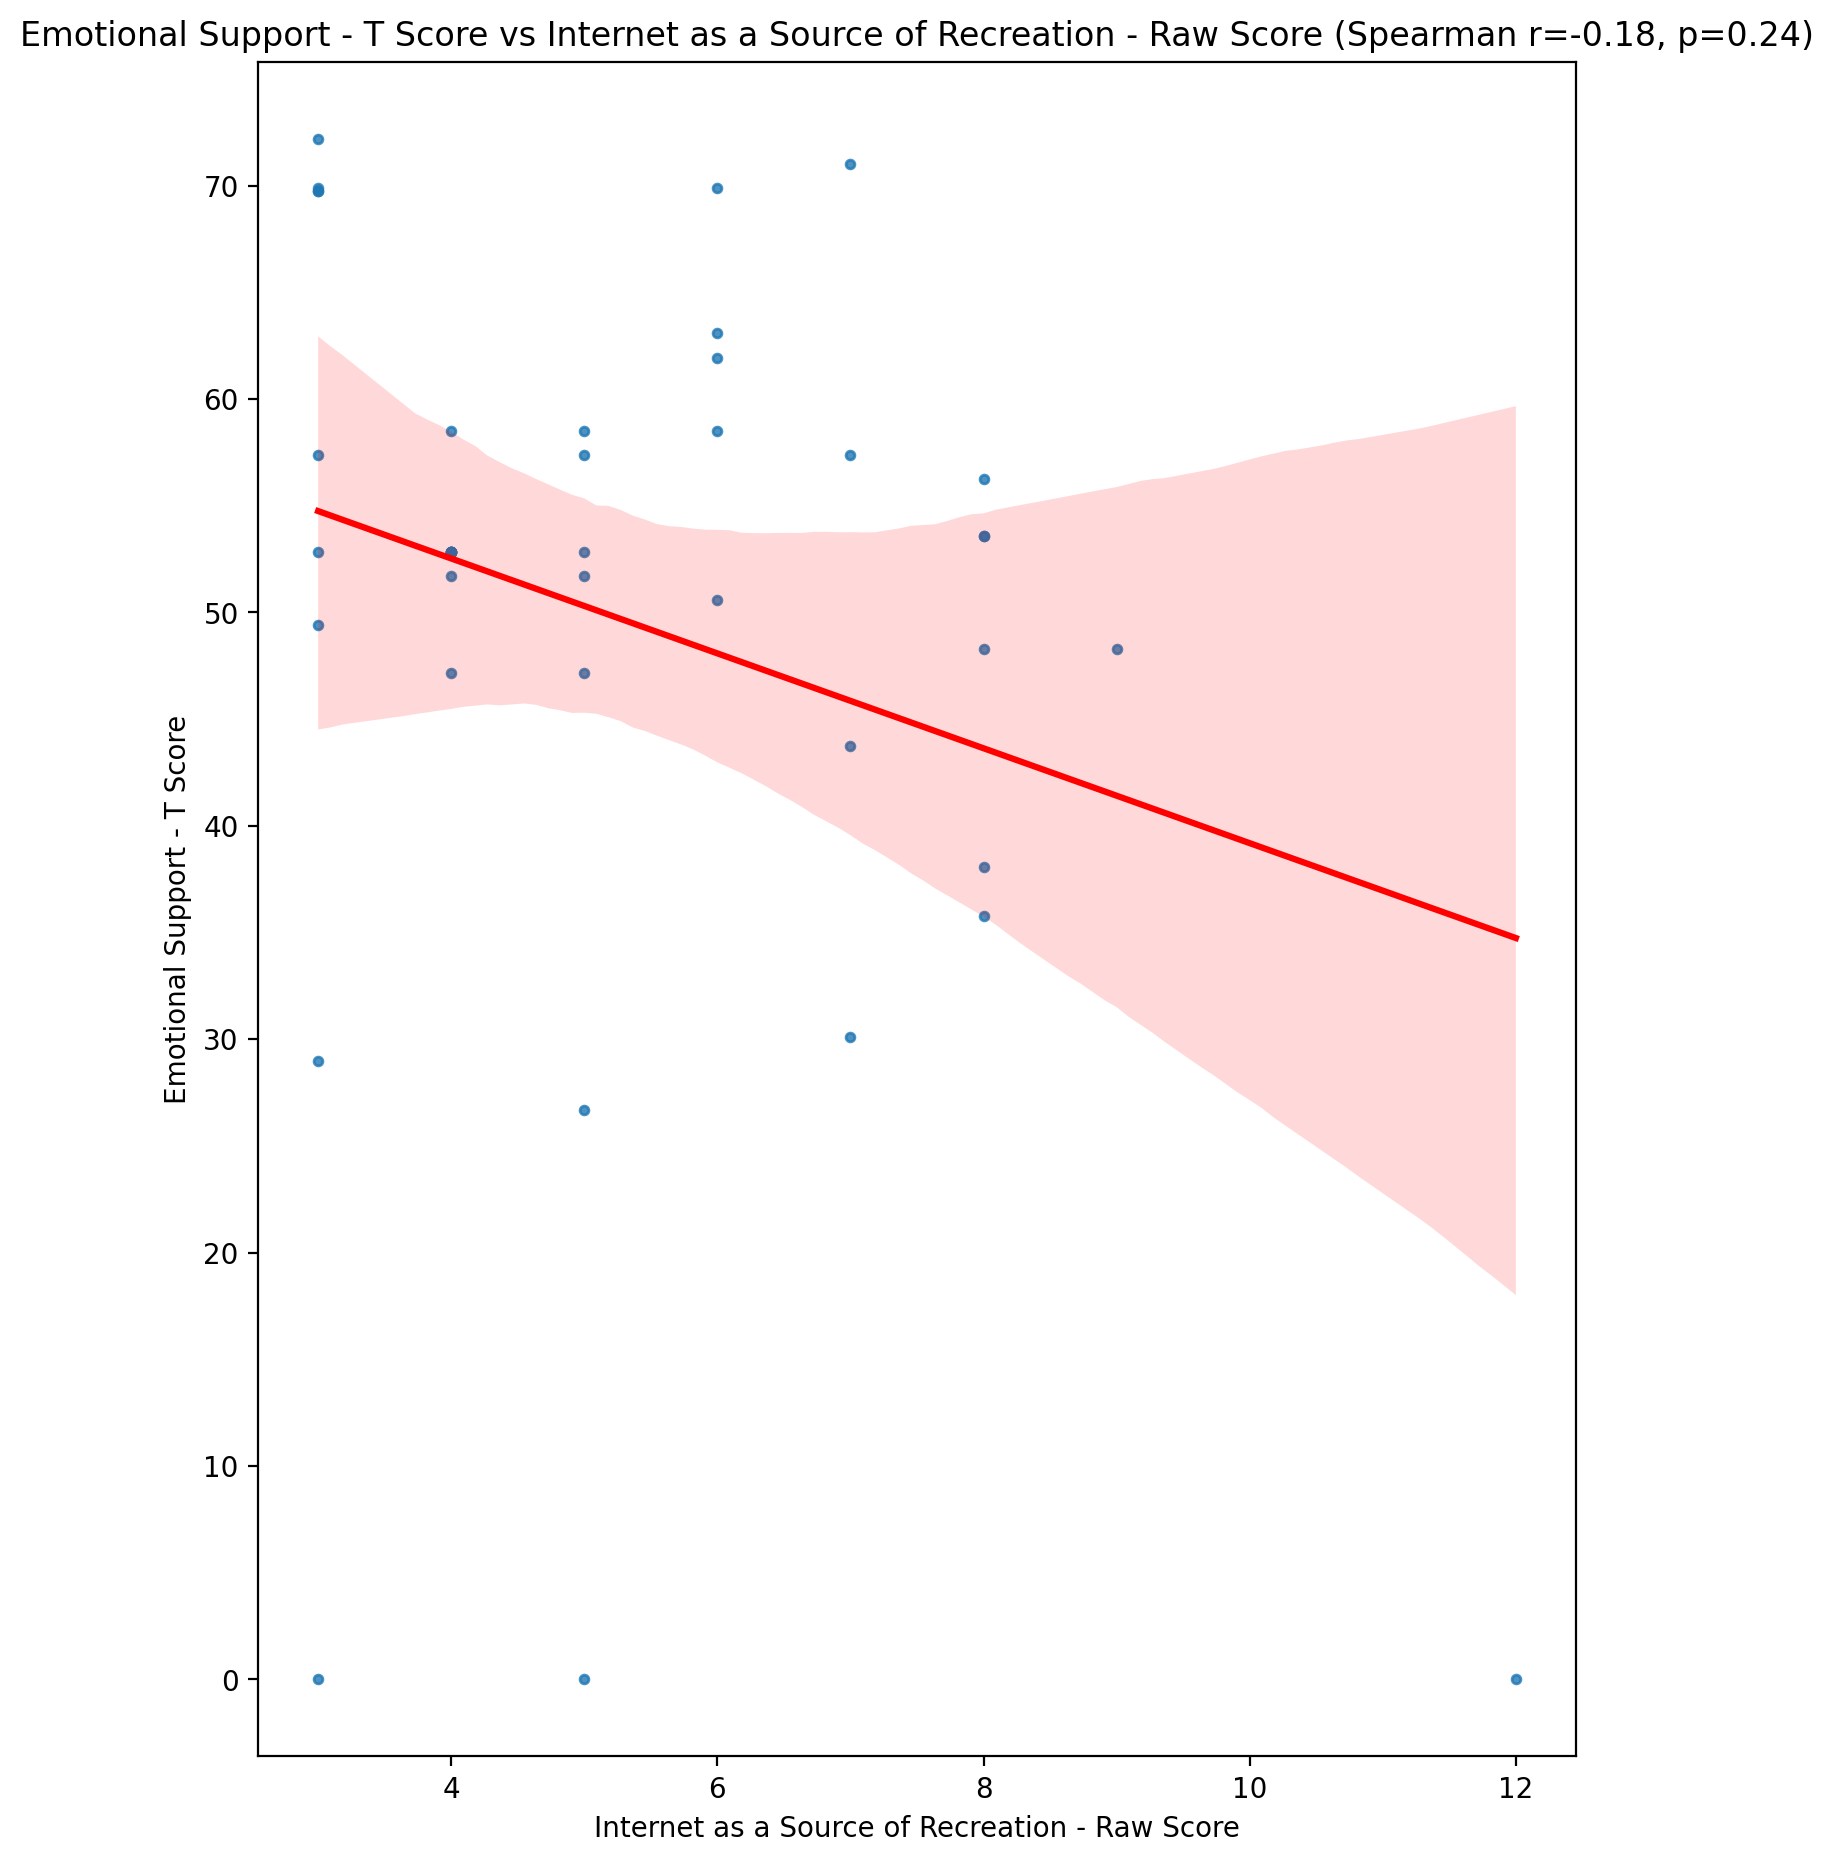 Emotional Support - T Score vs Internet as a Source of Recreation - Raw Score (Spearman r=-0.18, p=0.24)
70
60
50
40
30
20
10
0
Emotional Support - T Score
4 6 8 10 12
Internet as a Source of Recreation - Raw Score